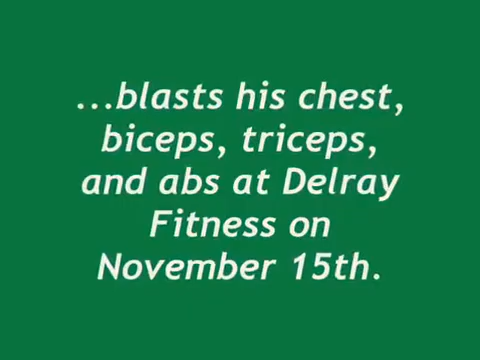 ...blasts his chest,
biceps, triceps,
and abs at Delray
Fitness on
November 15th.